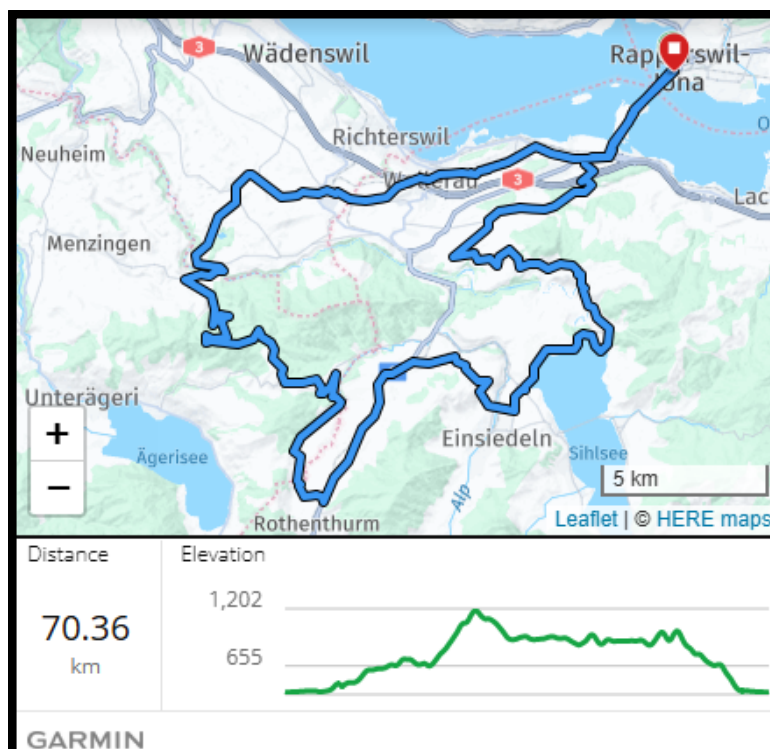 3
Wädenswil
Rapperswil-
Jona
Richterswil
Neuheim
Wollerau
3
Lac
Menzingen
Unterägeri
+
−
Ägerisee
Einsiedeln
Sihlsee
Alp
5 km
Rothenthurm
Leaflet | © HERE maps
Distance
Elevation
70.36
km
1,202
655
GARMIN